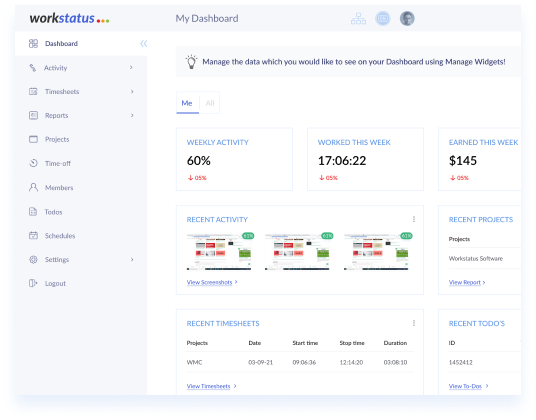 workstatus
My Dashboard
Dashboard
Activity
Timesheets
Reports
Projects
Time-off
Members
Todos
Schedules
Settings
Logout
Manage the data which you would like to see on your Dashboard using Manage Widgets!
Me All
WEEKLY ACTIVITY
60%
↓ 05%
WORKED THIS WEEK
17:06:22
↓ 05%
EARNED THIS WEEK
$145
↓ 05%
RECENT ACTIVITY
61% 61% 61%
View Screenshots >
RECENT PROJECTS
Projects
Workstatus Software
View Report >
RECENT TIMESHEETS
Projects Date Start time Stop time Duration
WMC 03-09-21 09:06:36 12:14:20 03:08:10
View Timesheets >
RECENT TODO'S
ID
1452412
View To-Dos >